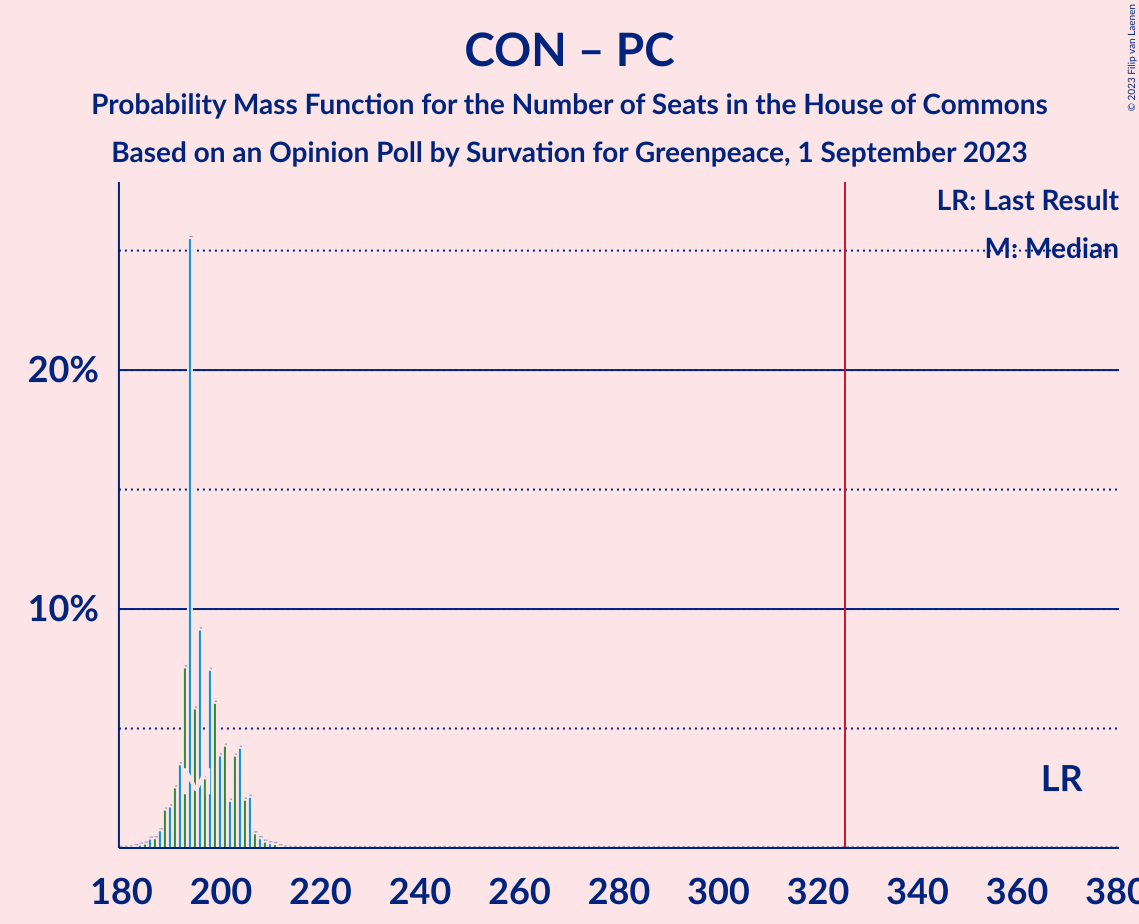 CON – PC
Probability Mass Function for the Number of Seats in the House of Commons
Based on an Opinion Poll by Survation for Greenpeace, 1 September 2023
© 2023 Filip van Laenen
LR: Last Result
M: Median
20%
10%
M
LR
180 200 220 240 260 280 300 320 340 360 380